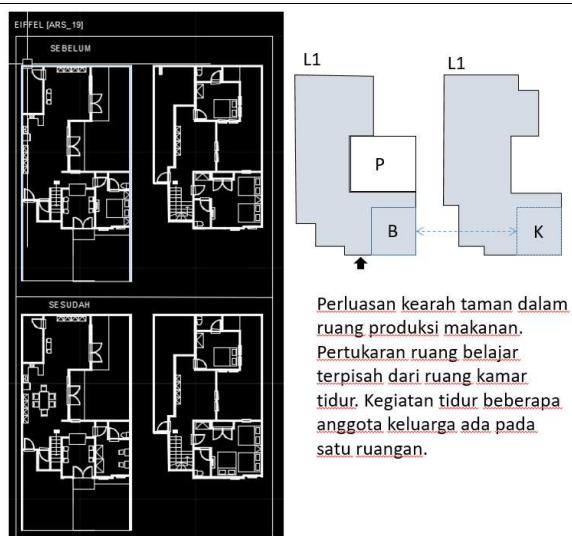 EIFFEL [ARS_19]
SEBELUM
SESUDAH
L1
L1
P
B
K
Perluasan kearah taman dalam
ruang produksi makanan.
Pertukaran ruang belajar
terpisah dari ruang kamar
tidur. Kegiatan tidur beberapa
anggota keluarga ada pada
satu ruangan.